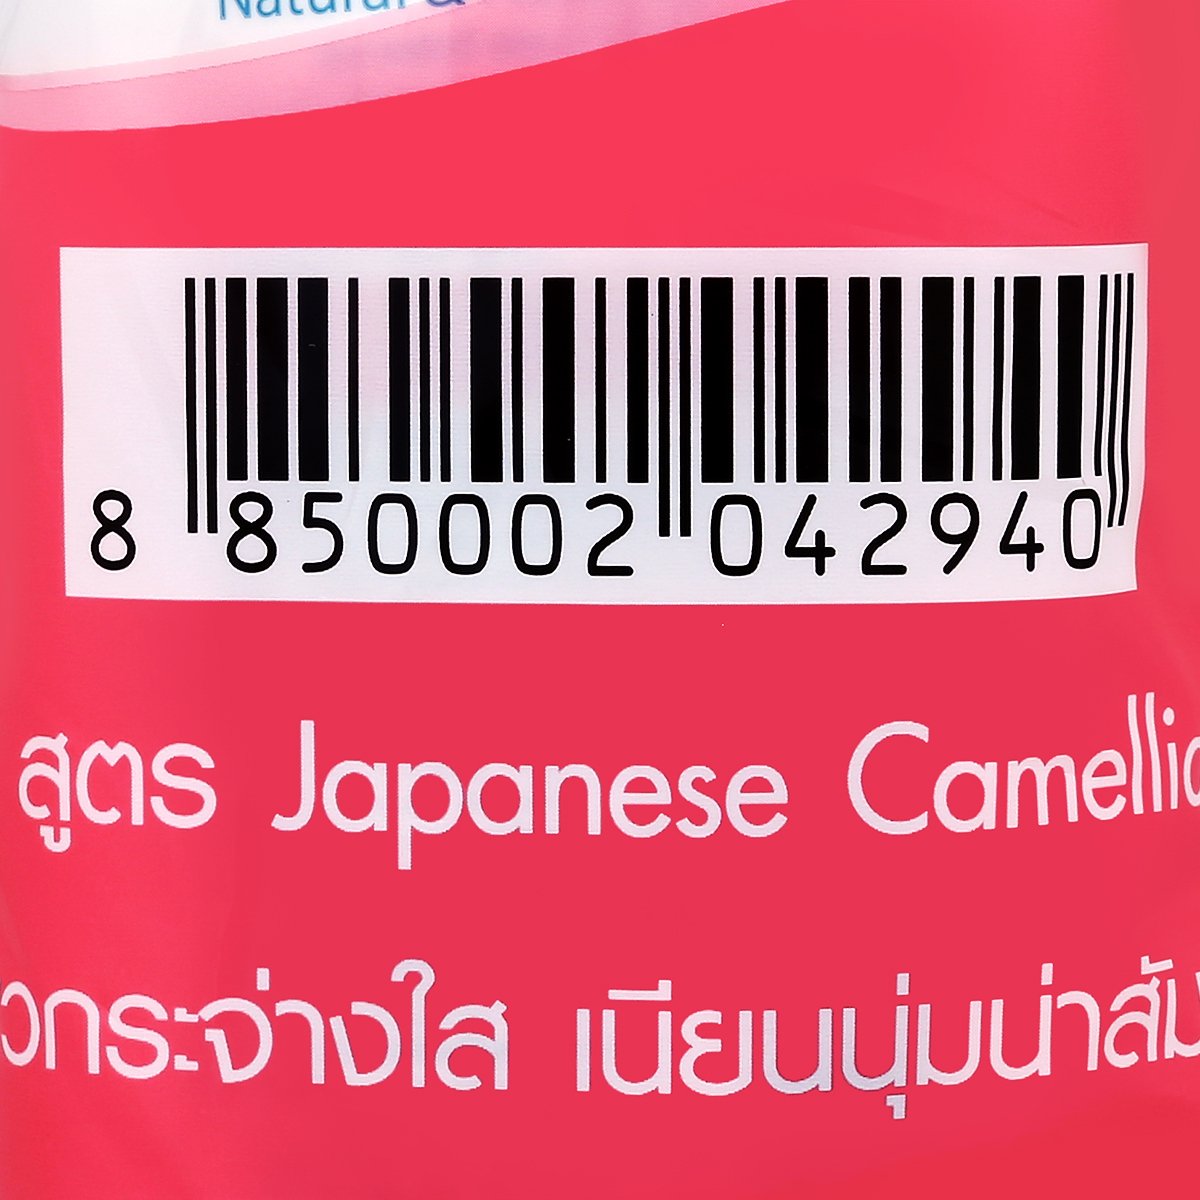 Natural &
8 850002 042940
สูตร Japanese Camellia
วกระจ่างใส เนียนนุ่มน่าสัม